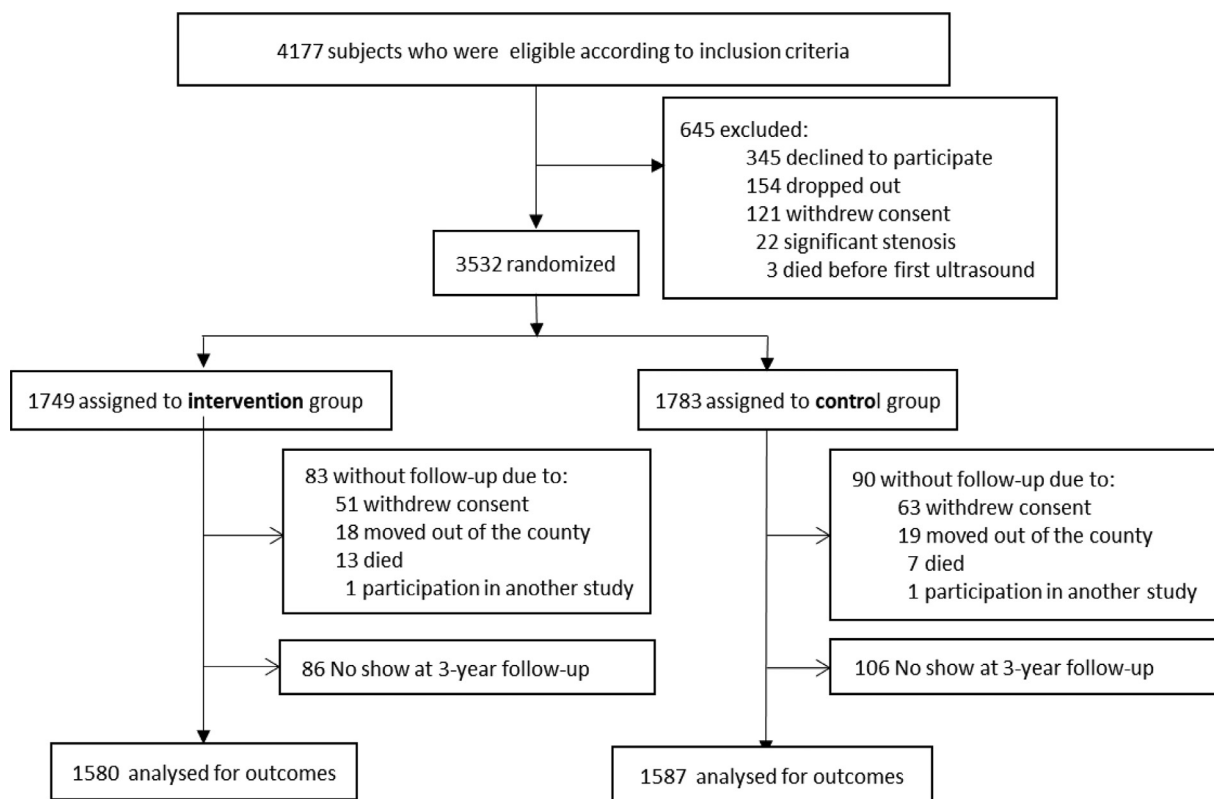 4177 subjects who were eligible according to inclusion criteria
645 excluded:
345 declined to participate
154 dropped out
121 withdrew consent
22 significant stenosis
3 died before first ultrasound
3532 randomized
1749 assigned to intervention group
1783 assigned to control group
83 without follow-up due to:
51 withdrew consent
18 moved out of the county
13 died
1 participation in another study
90 without follow-up due to:
63 withdrew consent
19 moved out of the county
7 died
1 participation in another study
86 No show at 3-year follow-up
106 No show at 3-year follow-up
1580 analysed for outcomes
1587 analysed for outcomes